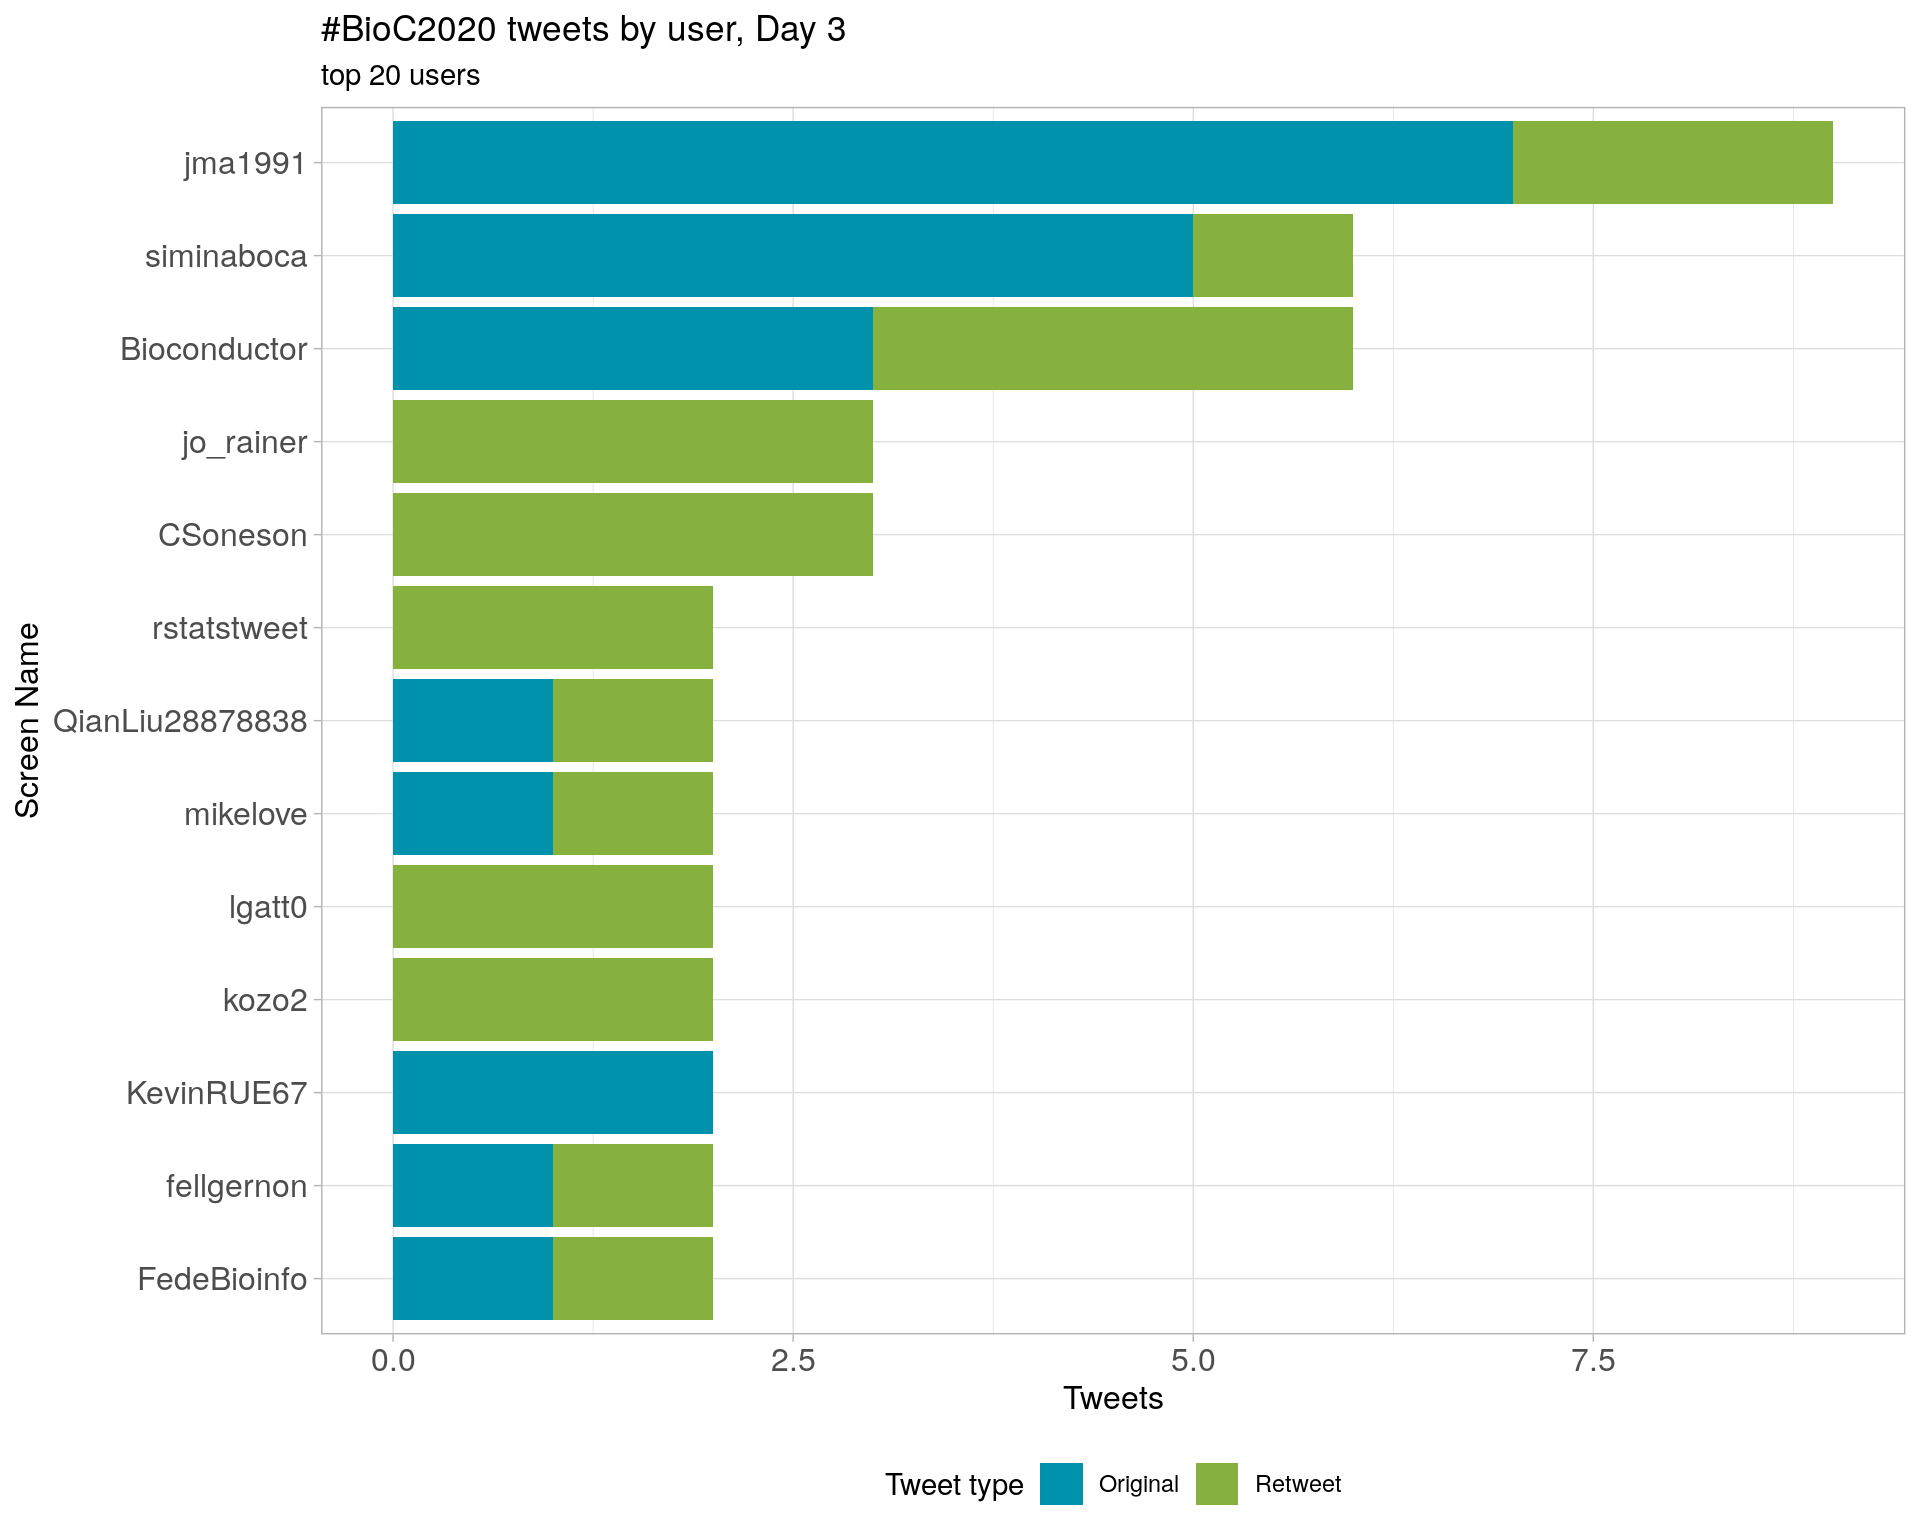 #BioC2020 tweets by user, Day 3
top 20 users
Screen Name
jma1991
siminaboca
Bioconductor
jo_rainer
CSoneson
rstatstweet
QianLiu28878838
mikelove
lgatt0
kozo2
KevinRUE67
fellgernon
FedeBioinfo
0.0 2.5 5.0 7.5
Tweets
Tweet type Original Retweet